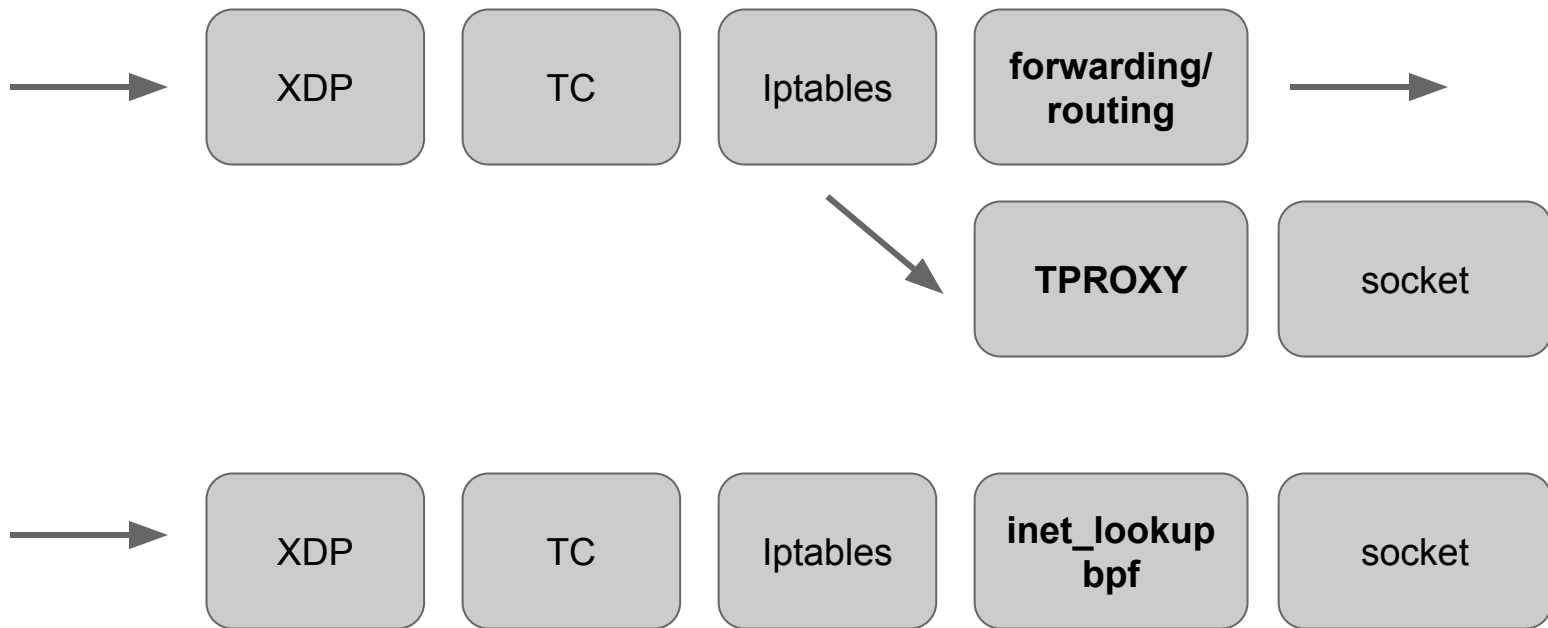 XDP
TC
Iptables
forwarding/
routing
TPROXY
socket
XDP
TC
Iptables
inet_lookup
bpf
socket